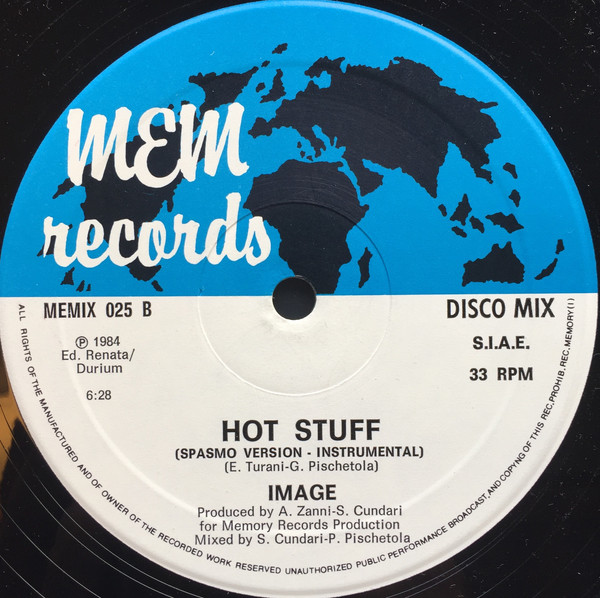 MEM
records
MEMIX 025 B
DISCO MIX
℗ 1984
Ed. Renata/
Durium
S.I.A.E.
6:28
33 RPM
HOT STUFF
(SPASMO VERSION - INSTRUMENTAL)
(E. Turani-G. Pischetola)
IMAGE
Produced by A. Zanni-S. Cundari
for Memory Records Production
Mixed by S. Cundari-P. Pischetola
ALL RIGHTS OF THE MANUFACTURED AND OF OWNER OF THE RECORDED WORK RESERVED UNAUTHORIZED PUBLIC PERFORMANCE BROADCAST, AND COPYNG OF THIS REC. PROHIB. REC. MEMORY (I)